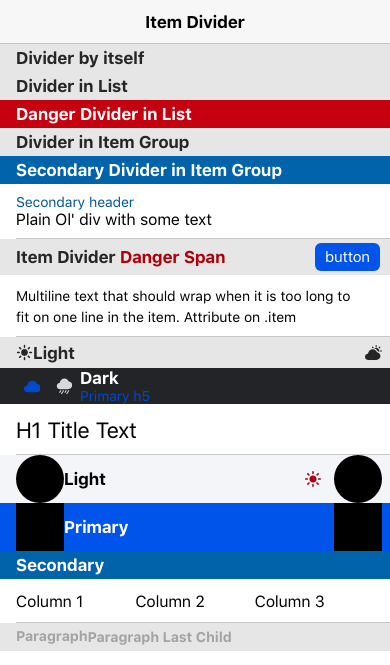 Item Divider
Divider by itself
Divider in List
Danger Divider in List
Divider in Item Group
Secondary Divider in Item Group
Secondary header
Plain Ol' div with some text
Item Divider Danger Span button
Multiline text that should wrap when it is too long to
fit on one line in the item. Attribute on .item
Light
Dark
Primary h5
H1 Title Text
Light
Primary
Secondary
Column 1 Column 2 Column 3
ParagraphParagraph Last Child